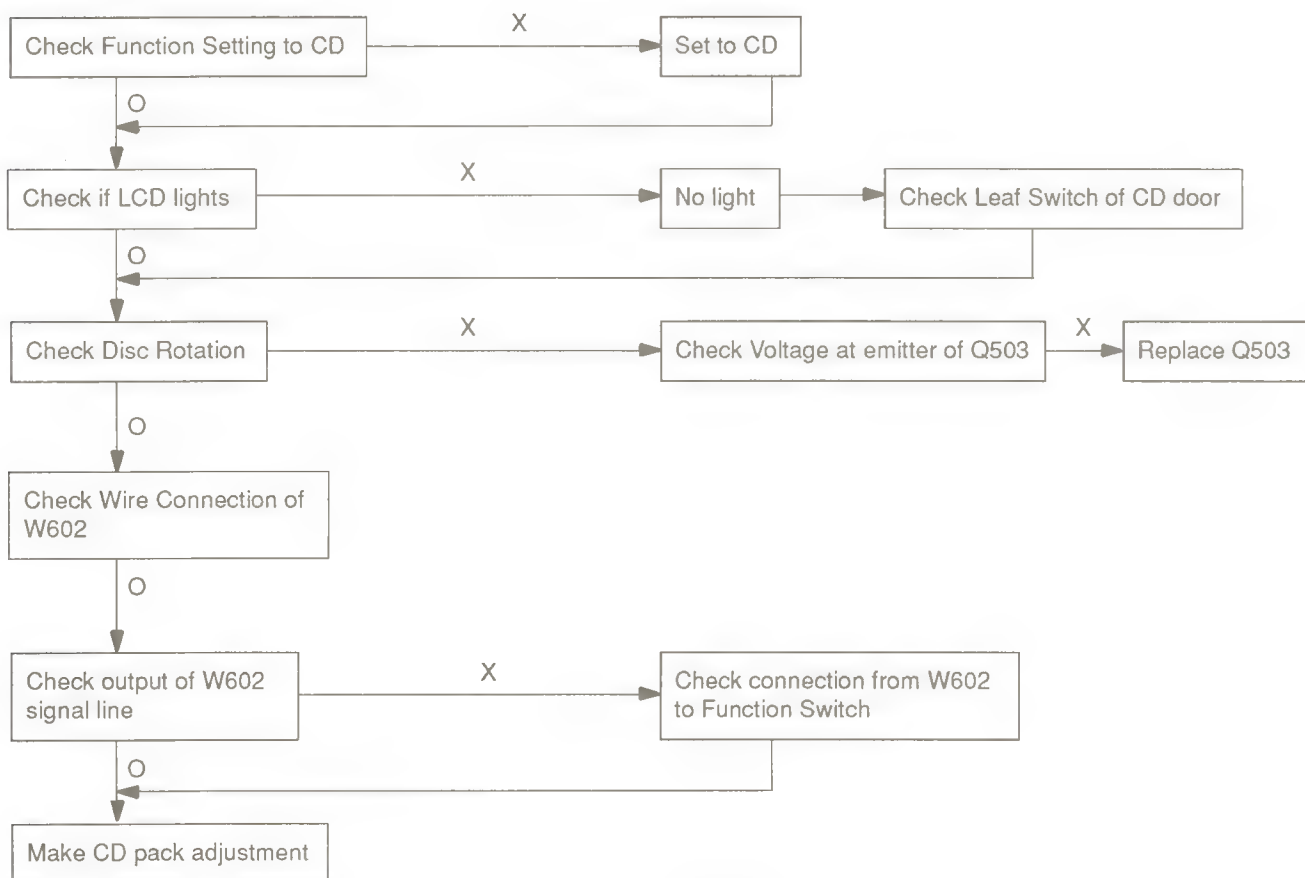 Check Function Setting to CD
X
Set to CD
O
Check if LCD lights
X
No light
Check Leaf Switch of CD door
O
Check Disc Rotation
X
Check Voltage at emitter of Q503
X
Replace Q503
O
Check Wire Connection of
W602
O
Check output of W602
signal line
X
Check connection from W602
to Function Switch
O
Make CD pack adjustment